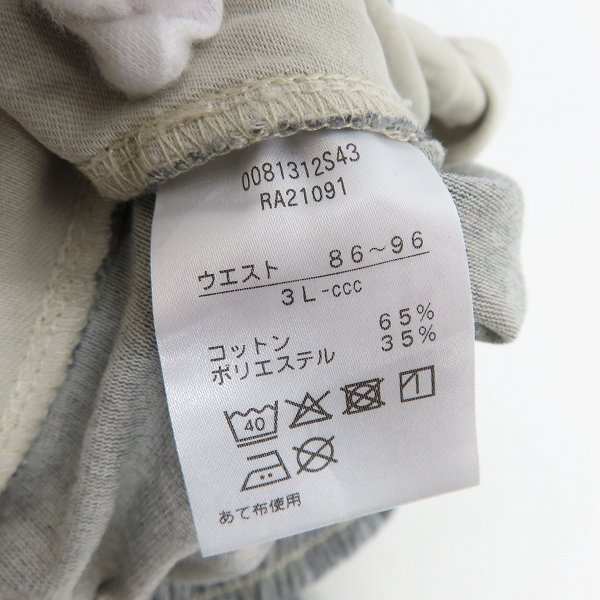 0081312S43
RA21091
ウエスト 86～96
3L-ccc
コットン 65%
ポリエステル 35%
40
あて布使用